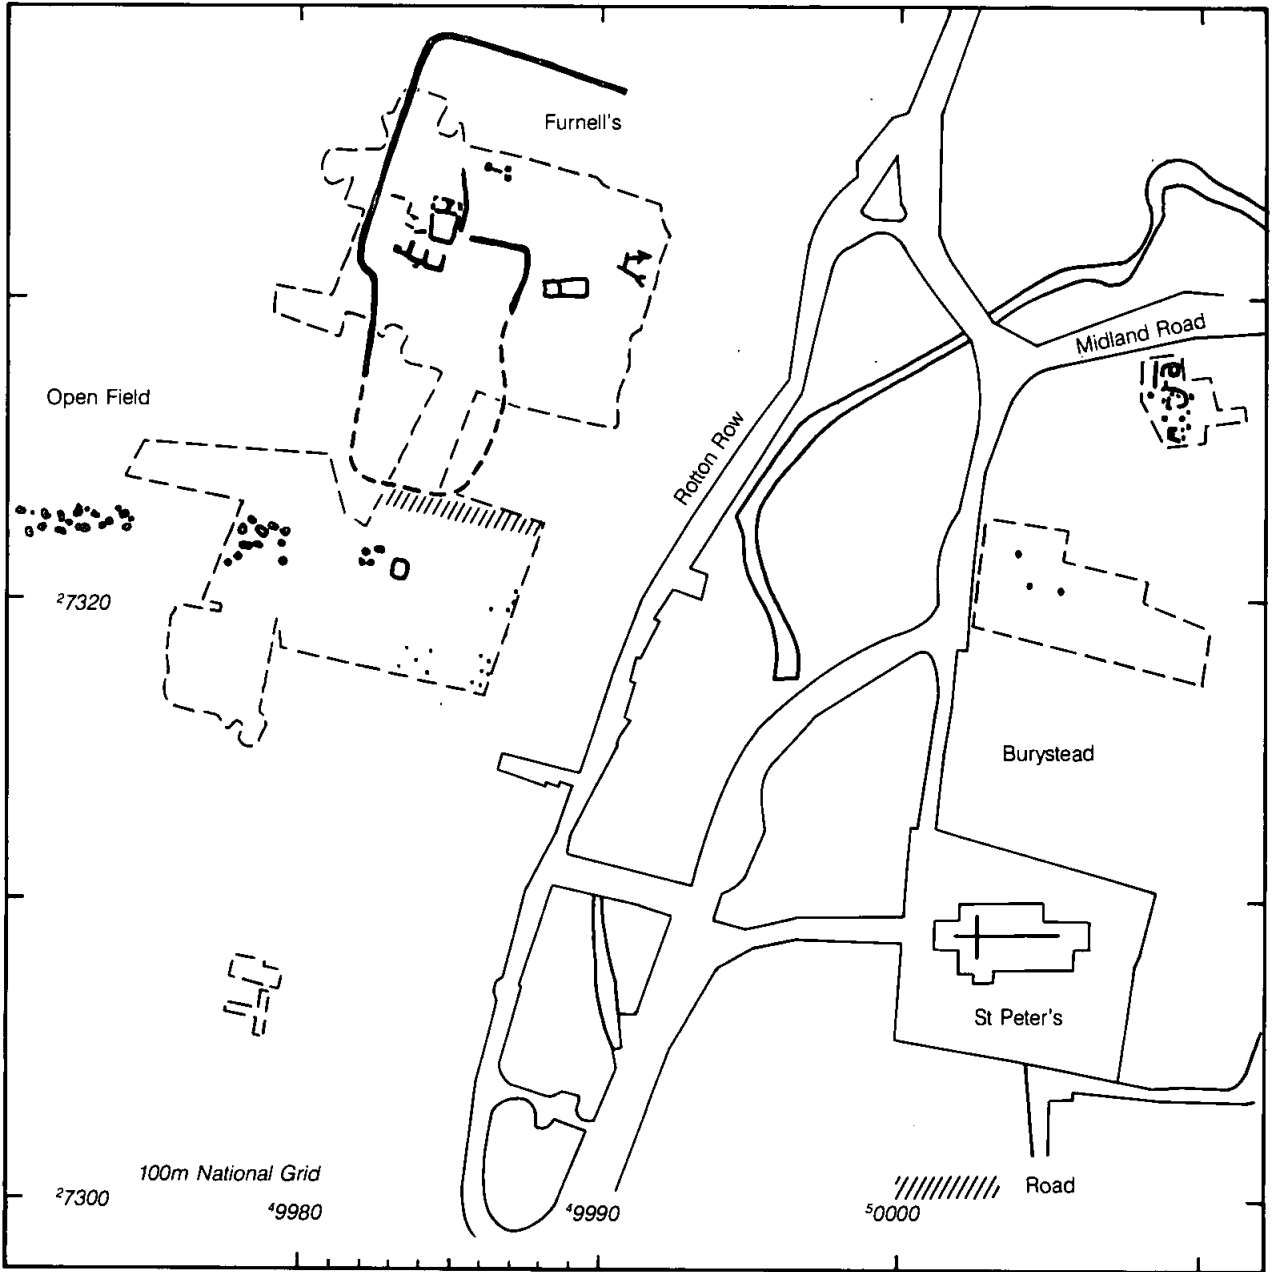 Furnell's
Midland Road
Open Field
Rotton Row
²7320
Burystead
St Peter's
100m National Grid
Road
²7300
⁴9980
⁴9990
⁵0000